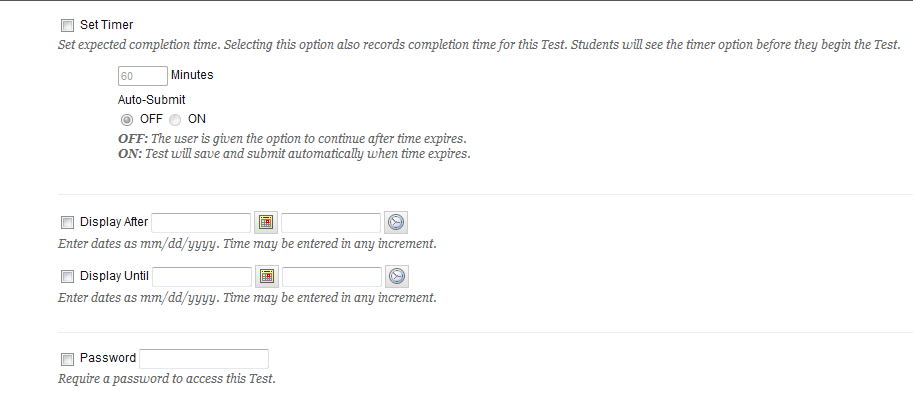 Set Timer
Set expected completion time. Selecting this option also records completion time for this Test. Students will see the timer option before they begin the Test.
60 Minutes
Auto-Submit
OFF ON
OFF: The user is given the option to continue after time expires.
ON: Test will save and submit automatically when time expires.
Display After
Enter dates as mm/dd/yyyy. Time may be entered in any increment.
Display Until
Enter dates as mm/dd/yyyy. Time may be entered in any increment.
Password
Require a password to access this Test.